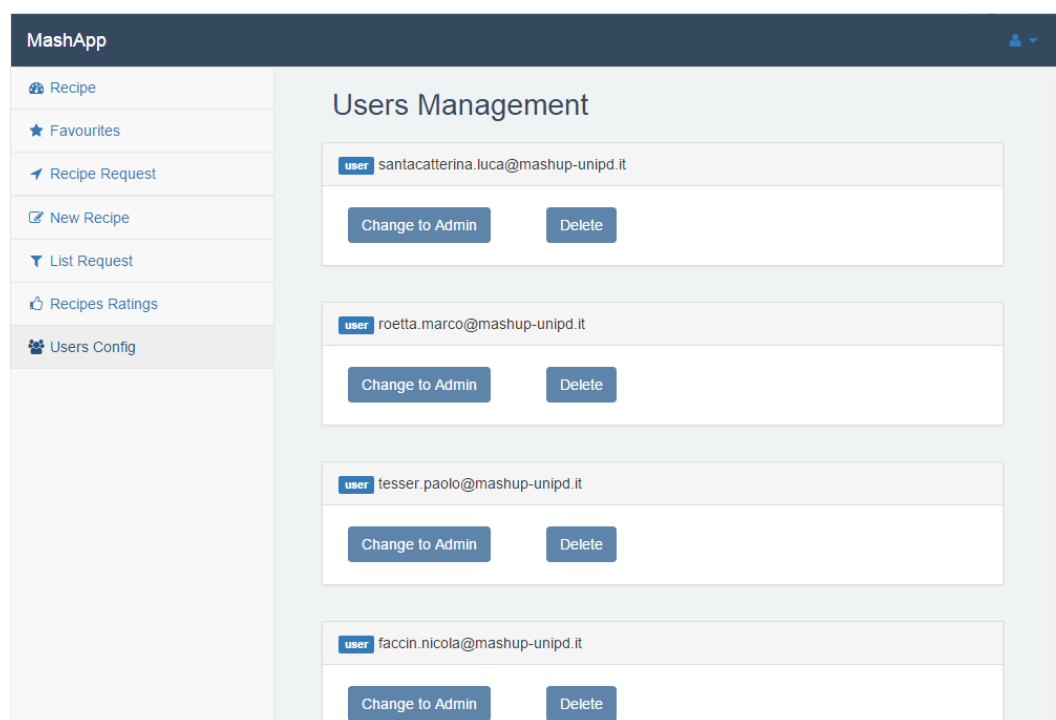 MashApp
Recipe
Favourites
Recipe Request
New Recipe
List Request
Recipes Ratings
Users Config
Users Management
user santacatterina.luca@mashup-unipd.it
Change to Admin Delete
user roetta.marco@mashup-unipd.it
Change to Admin Delete
user tesser.paolo@mashup-unipd.it
Change to Admin Delete
user faccin.nicola@mashup-unipd.it
Change to Admin Delete